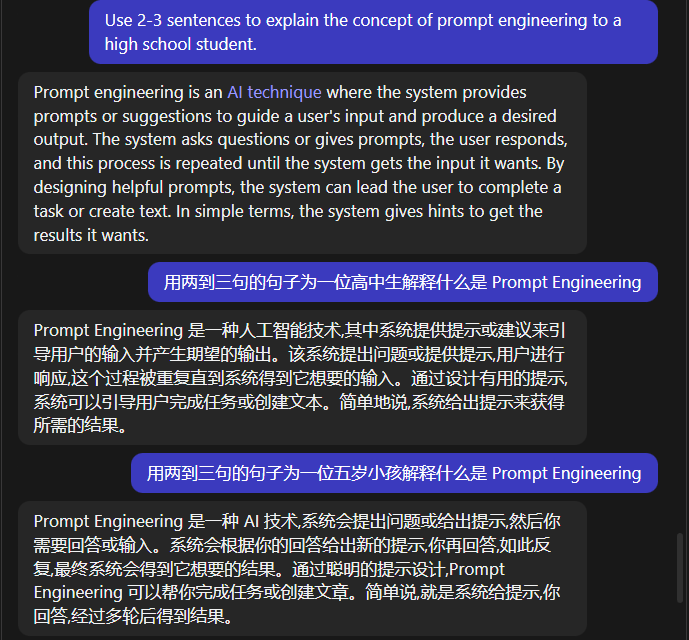 Use 2-3 sentences to explain the concept of prompt engineering to a
high school student.
Prompt engineering is an AI technique where the system provides
prompts or suggestions to guide a user's input and produce a desired
output. The system asks questions or gives prompts, the user responds,
and this process is repeated until the system gets the input it wants. By
designing helpful prompts, the system can lead the user to complete a
task or create text. In simple terms, the system gives hints to get the
results it wants.
用两到三句的句子为一位高中生解释什么是 Prompt Engineering
Prompt Engineering 是一种人工智能技术,其中系统提供提示或建议来引
导用户的输入并产生期望的输出。该系统提出问题或提供提示,用户进行
响应,这个过程被重复直到系统得到它想要的输入。通过设计有用的提示,
系统可以引导用户完成任务或创建文本。简单地说,系统给出提示来获得
所需的结果。
用两到三句的句子为一位五岁小孩解释什么是 Prompt Engineering
Prompt Engineering 是一种 AI 技术,系统会提出问题或给出提示,然后你
需要回答或输入。系统会根据你的回答给出新的提示,你再回答,如此反
复,最终系统会得到它想要的结果。通过聪明的提示设计,Prompt
Engineering 可以帮你完成任务或创建文章。简单说,就是系统给提示,你
回答,经过多轮后得到结果。